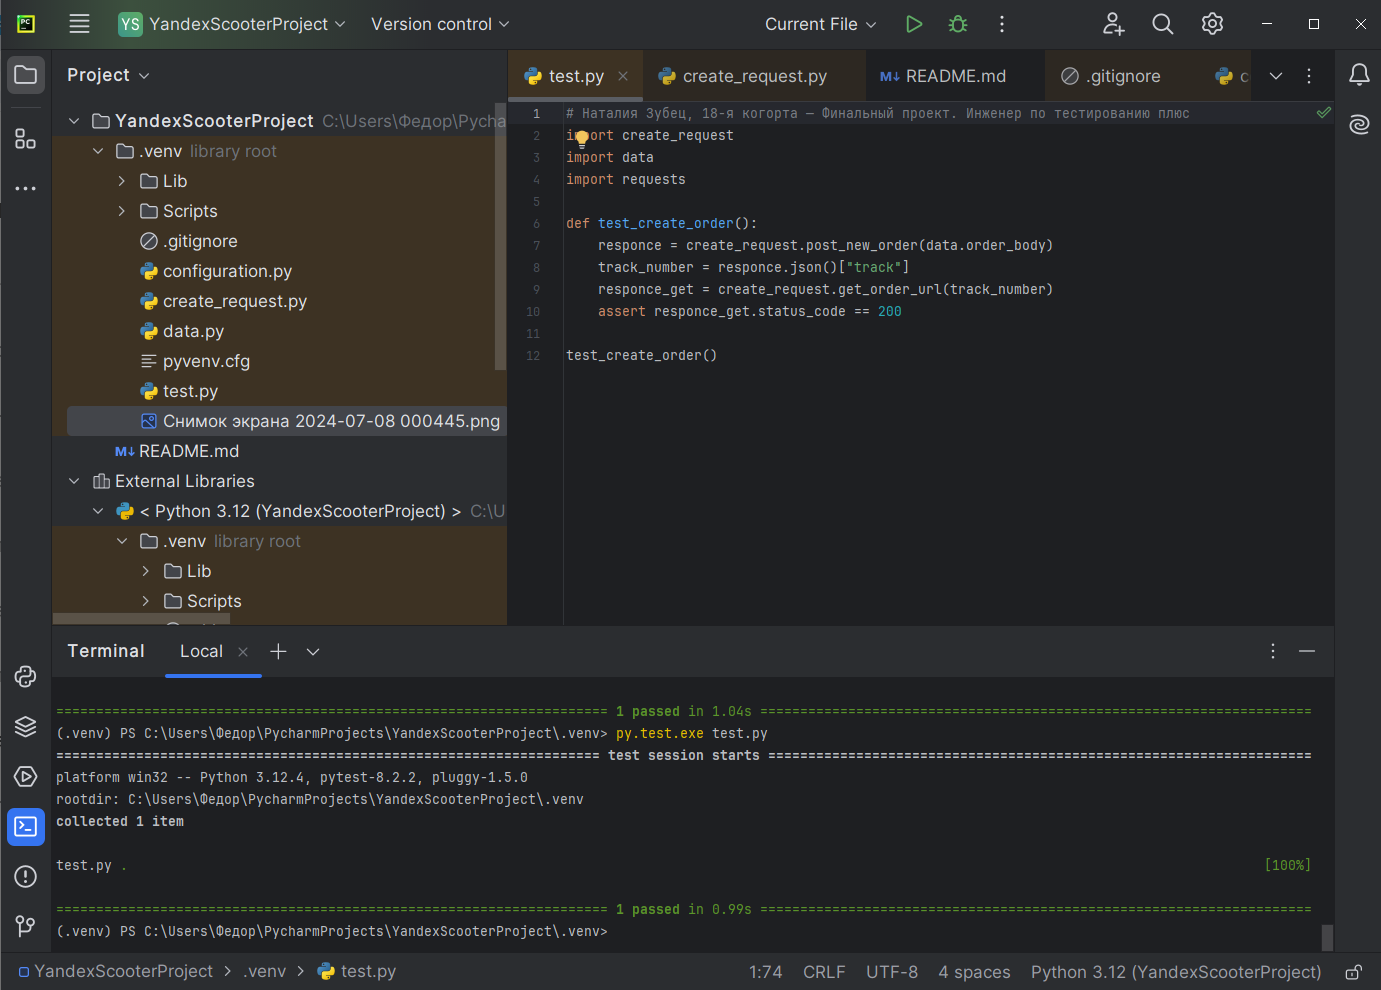 YS YandexScooterProject Version control Current File
Project
YandexScooterProject C:\Users\Федор\Pycha
.venv library root
Lib
Scripts
.gitignore
configuration.py
create_request.py
data.py
pyvenv.cfg
test.py
Снимок экрана 2024-07-08 000445.png
README.md
External Libraries
< Python 3.12 (YandexScooterProject) > C:\U
.venv library root
Lib
Scripts
test.py create_request.py README.md .gitignore c
1 # Наталия Зубец, 18-я когорта — Финальный проект. Инженер по тестированию плюс
2 import create_request
3 import data
4 import requests
5
6 def test_create_order():
7 responce = create_request.post_new_order(data.order_body)
8 track_number = responce.json()["track"]
9 responce_get = create_request.get_order_url(track_number)
10 assert responce_get.status_code == 200
11
12 test_create_order()
Terminal Local
===================================================================== 1 passed in 1.04s =====================================================================
(.venv) PS C:\Users\Федор\PycharmProjects\YandexScooterProject\.venv> py.test.exe test.py
==================================================================== test session starts ====================================================================
platform win32 -- Python 3.12.4, pytest-8.2.2, pluggy-1.5.0
rootdir: C:\Users\Федор\PycharmProjects\YandexScooterProject\.venv
collected 1 item
test.py . [100%]
===================================================================== 1 passed in 0.99s =====================================================================
(.venv) PS C:\Users\Федор\PycharmProjects\YandexScooterProject\.venv>
YandexScooterProject > .venv > test.py 1:74 CRLF UTF-8 4 spaces Python 3.12 (YandexScooterProject)